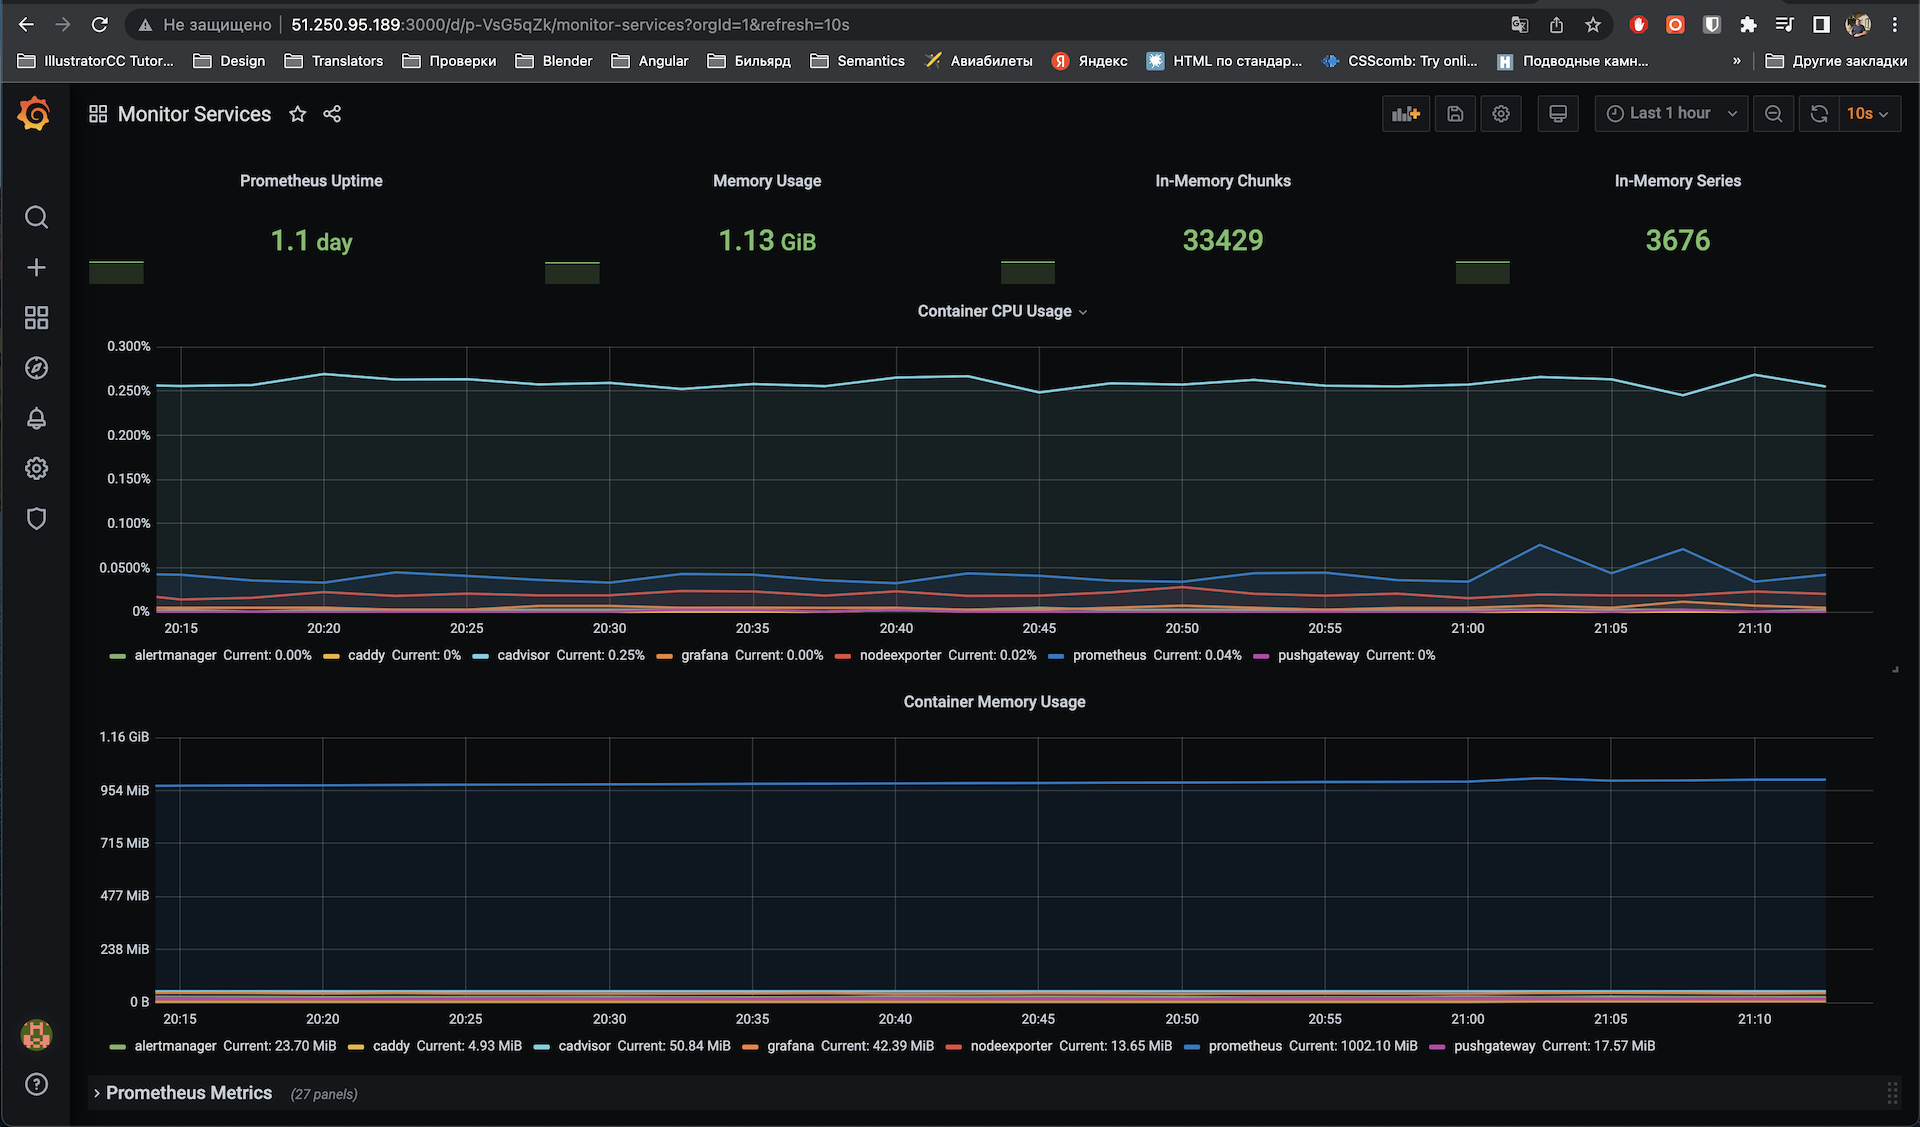 Не защищено 51.250.95.189:3000/d/p-VsG5qZk/monitor-services?orgId=1&refresh=10s
IllustratorCC Tutor... Design Translators Проверки Blender Angular Бильярд Semantics Авиабилеты Яндекс HTML по стандар... CSScomb: Try onli... Подводные камн... » Другие закладки
Monitor Services Last 1 hour 10s
Prometheus Uptime Memory Usage In-Memory Chunks In-Memory Series
1.1 day 1.13 GiB 33429 3676
Container CPU Usage
0.300%
0.250%
0.200%
0.150%
0.100%
0.0500%
0%
20:15 20:20 20:25 20:30 20:35 20:40 20:45 20:50 20:55 21:00 21:05 21:10
alertmanager Current: 0.00% caddy Current: 0% cadvisor Current: 0.25% grafana Current: 0.00% nodeexporter Current: 0.02% prometheus Current: 0.04% pushgateway Current: 0%
Container Memory Usage
1.16 GiB
954 MiB
715 MiB
477 MiB
238 MiB
0 B
20:15 20:20 20:25 20:30 20:35 20:40 20:45 20:50 20:55 21:00 21:05 21:10
alertmanager Current: 23.70 MiB caddy Current: 4.93 MiB cadvisor Current: 50.84 MiB grafana Current: 42.39 MiB nodeexporter Current: 13.65 MiB prometheus Current: 1002.10 MiB pushgateway Current: 17.57 MiB
Prometheus Metrics (27 panels)